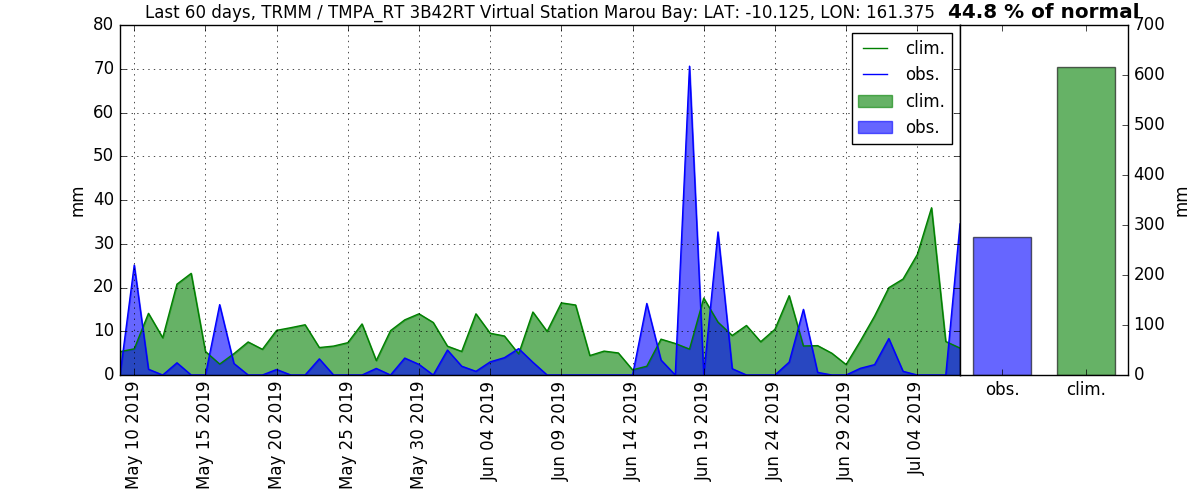 Last 60 days, TRMM / TMPA_RT 3B42RT Virtual Station Marou Bay: LAT: -10.125, LON: 161.375
44.8 % of normal
80
70
60
50
40
30
20
10
0
mm
clim.
obs.
clim.
obs.
May 10 2019
May 15 2019
May 20 2019
May 25 2019
May 30 2019
Jun 04 2019
Jun 09 2019
Jun 14 2019
Jun 19 2019
Jun 24 2019
Jun 29 2019
Jul 04 2019
700
600
500
400
300
200
100
0
mm
obs.
clim.